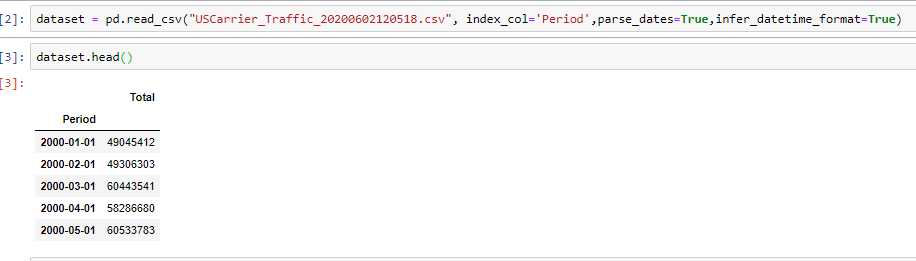 [2]: dataset = pd.read_csv("USCarrier_Traffic_20200602120518.csv", index_col='Period',parse_dates=True,infer_datetime_format=True)
[3]: dataset.head()
[3]:
Total
Period
2000-01-01 49045412
2000-02-01 49306303
2000-03-01 60443541
2000-04-01 58286680
2000-05-01 60533783